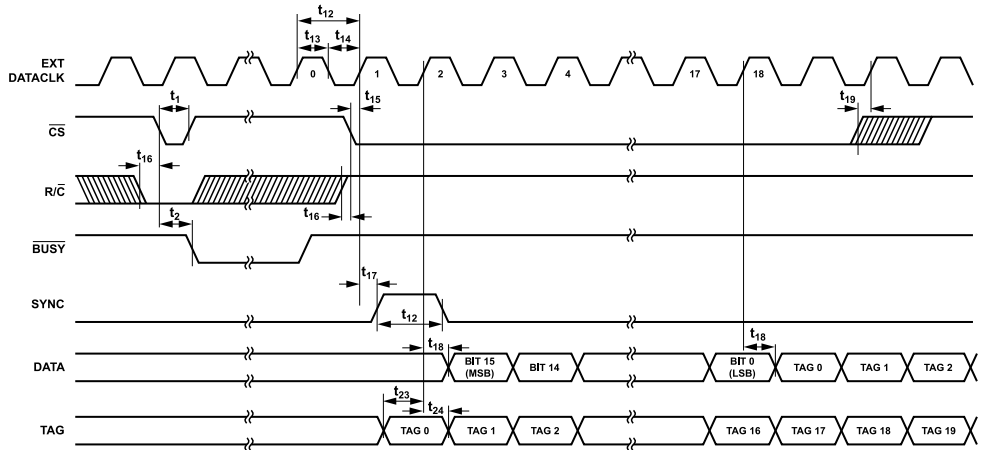 t12
t13 t14
EXT
DATACLK
0 1 2 3 4 17 18
t1 t15 t19
CS
t16
R/C
t2 t16
BUSY
t17
SYNC
t12
t18 t18
DATA
BIT 15
(MSB)
BIT 14
BIT 0
(LSB)
TAG 0 TAG 1 TAG 2
t23
t24
TAG
TAG 0 TAG 1 TAG 2 TAG 16 TAG 17 TAG 18 TAG 19